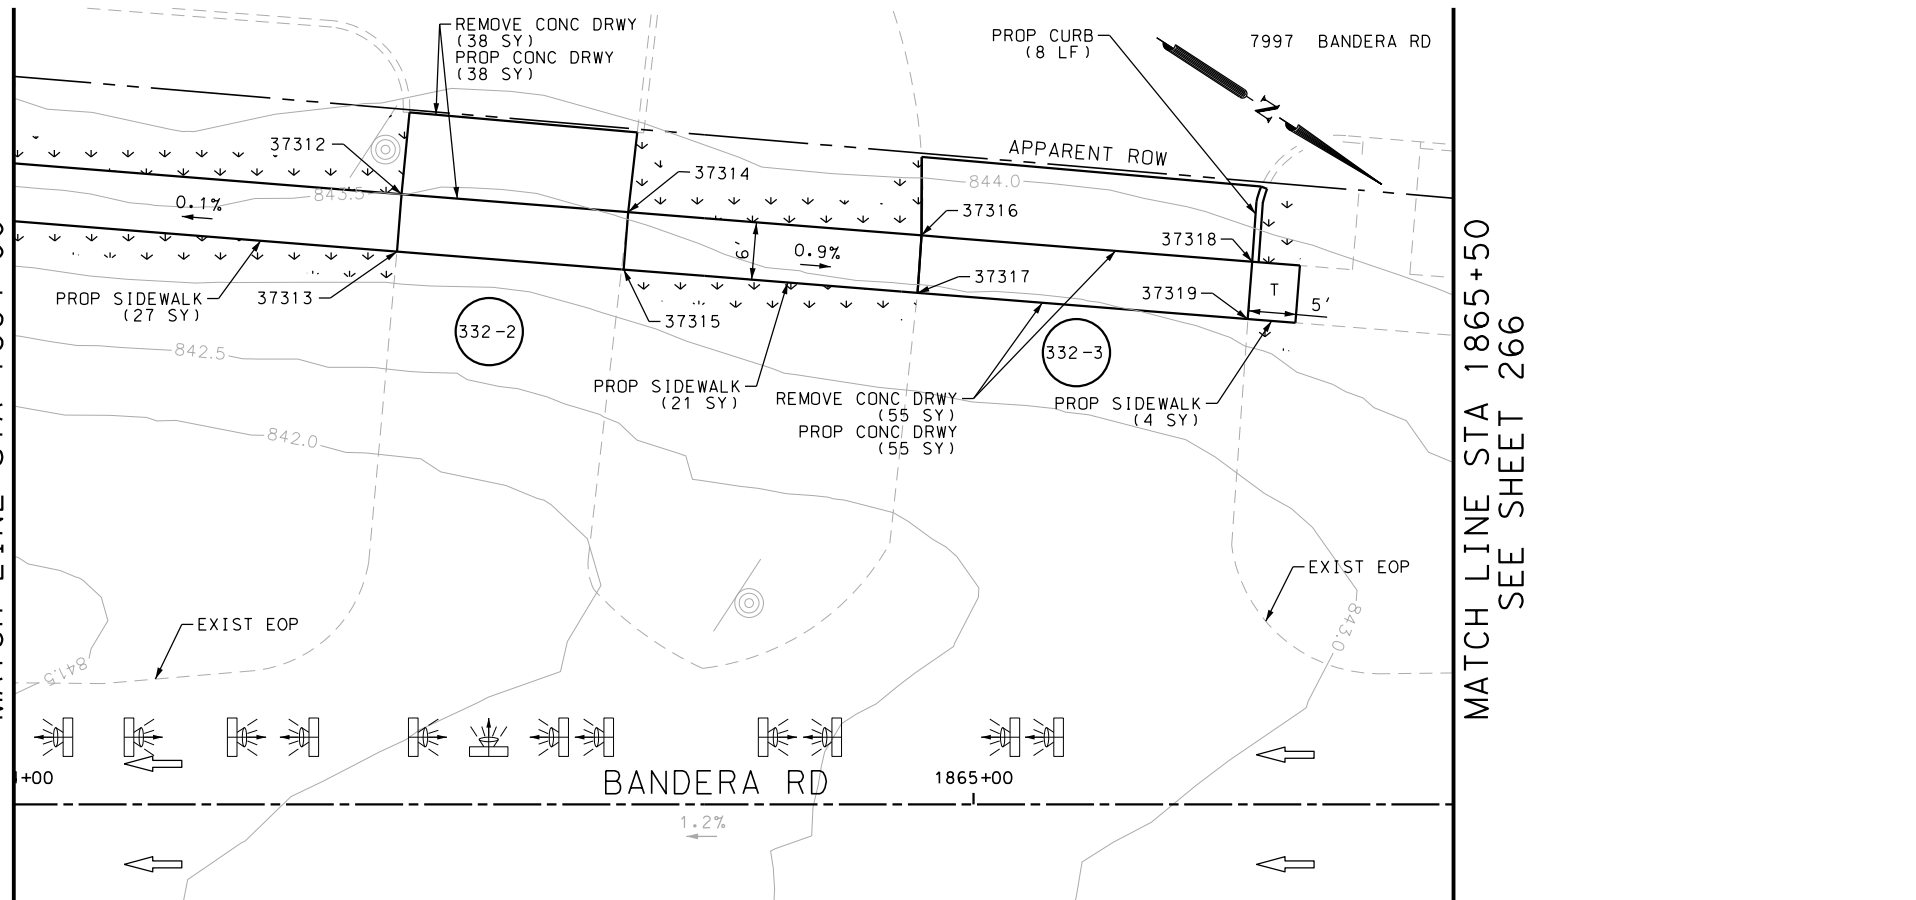 REMOVE CONC DRWY
(38 SY)
PROP CONC DRWY
(38 SY)
PROP CURB
(8 LF)
7997 BANDERA RD
N
APPARENT ROW
37312
37314
37316
37318
844.0
843.5
0.1%
6'
0.9%
37317
37319
T
5'
PROP SIDEWALK
(27 SY)
37313
37315
332-2
332-3
842.5
PROP SIDEWALK
(21 SY)
REMOVE CONC DRWY
(55 SY)
PROP CONC DRWY
(55 SY)
PROP SIDEWALK
(4 SY)
842.0
EXIST EOP
EXIST EOP
843.0
841.5
+00
BANDERA RD
1865+00
1.2%
MATCH LINE STA 1865+50
SEE SHEET 266